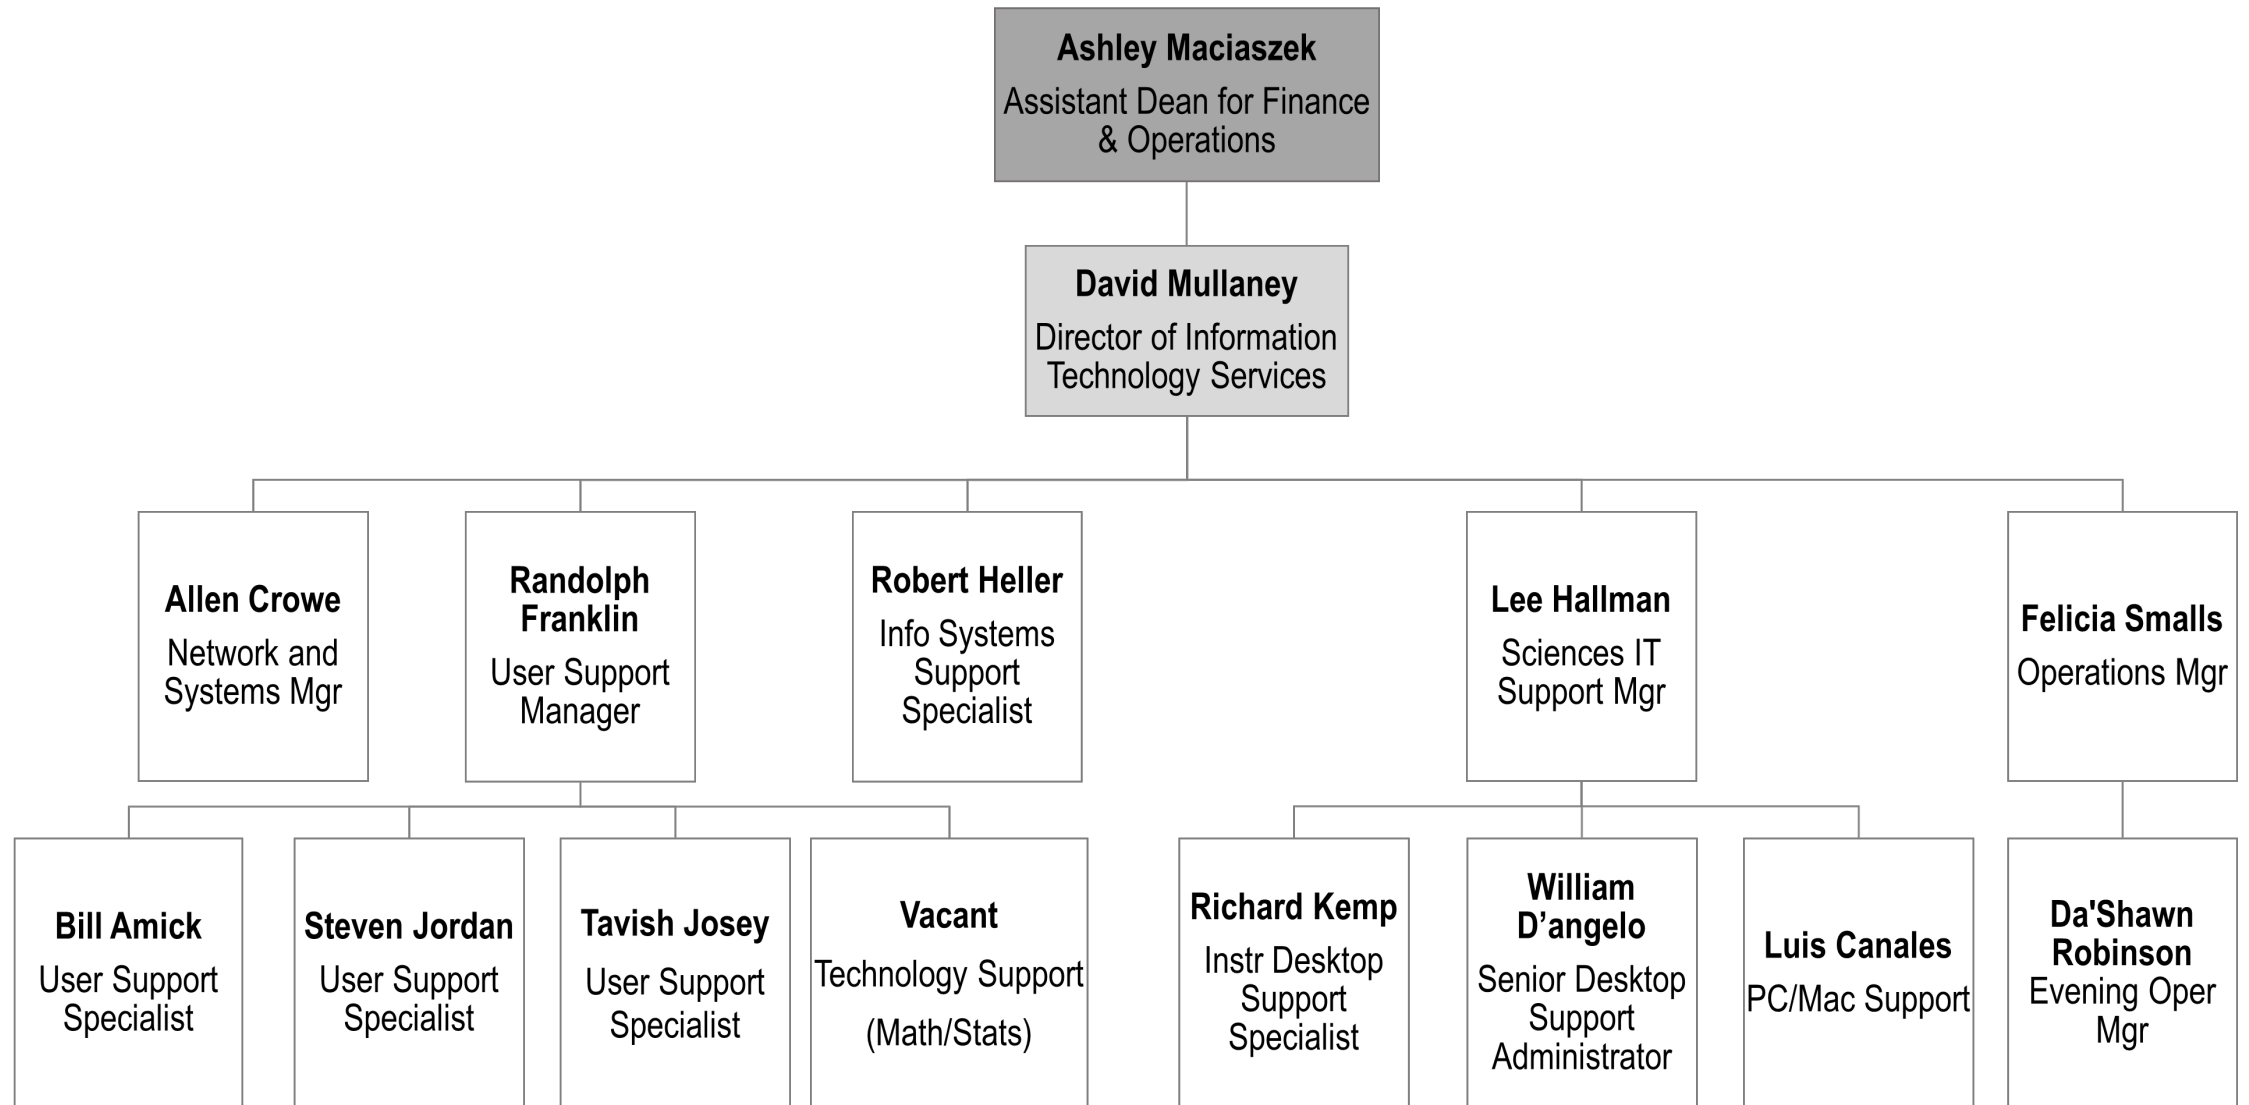 Ashley Maciaszek
Assistant Dean for Finance
& Operations
David Mullaney
Director of Information
Technology Services
Allen Crowe
Network and
Systems Mgr
Randolph
Franklin
User Support
Manager
Robert Heller
Info Systems
Support
Specialist
Lee Hallman
Sciences IT
Support Mgr
Felicia Smalls
Operations Mgr
Bill Amick
User Support
Specialist
Steven Jordan
User Support
Specialist
Tavish Josey
User Support
Specialist
Vacant
Technology Support
(Math/Stats)
Richard Kemp
Instr Desktop
Support
Specialist
William
D’angelo
Senior Desktop
Support
Administrator
Luis Canales
PC/Mac Support
Da'Shawn
Robinson
Evening Oper
Mgr